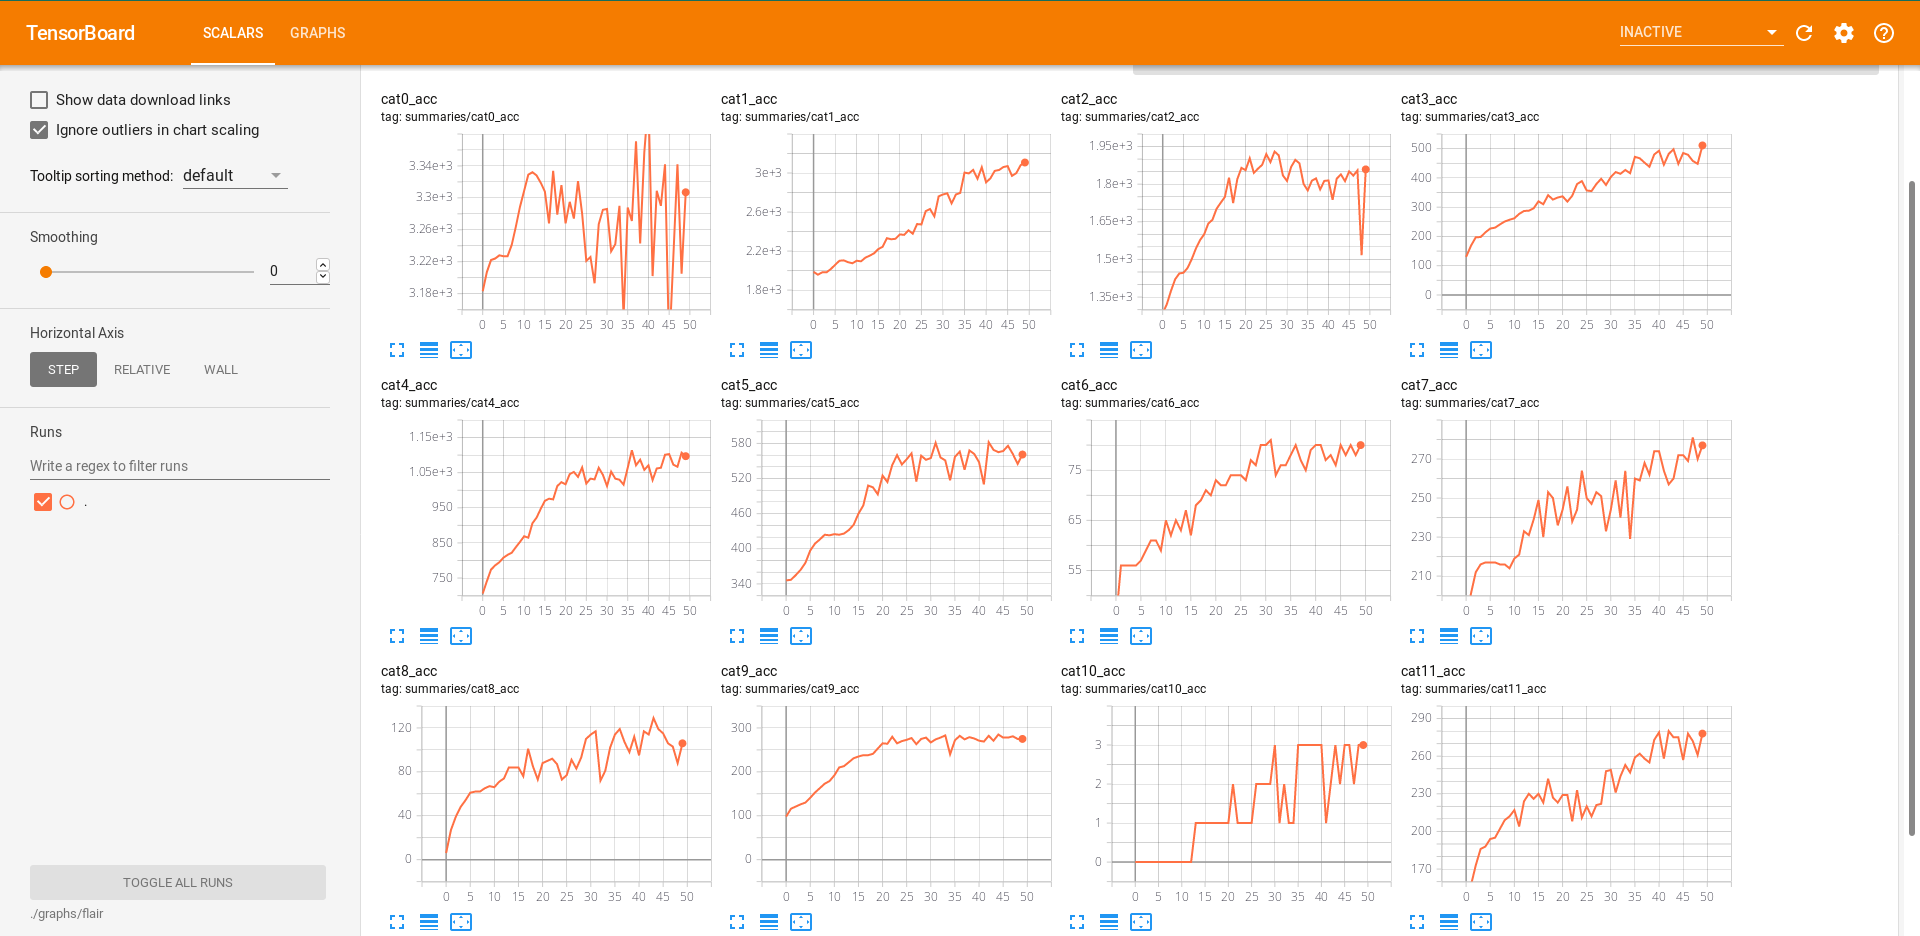 TensorBoard SCALARS GRAPHS INACTIVE
Show data download links
Ignore outliers in chart scaling
Tooltip sorting method: default
Smoothing
0
Horizontal Axis
STEP RELATIVE WALL
Runs
Write a regex to filter runs
.
TOGGLE ALL RUNS
./graphs/flair
cat0_acc
tag: summaries/cat0_acc
3.34e+3
3.3e+3
3.26e+3
3.22e+3
3.18e+3
0 5 10 15 20 25 30 35 40 45 50
cat1_acc
tag: summaries/cat1_acc
3e+3
2.6e+3
2.2e+3
1.8e+3
0 5 10 15 20 25 30 35 40 45 50
cat2_acc
tag: summaries/cat2_acc
1.95e+3
1.8e+3
1.65e+3
1.5e+3
1.35e+3
0 5 10 15 20 25 30 35 40 45 50
cat3_acc
tag: summaries/cat3_acc
500
400
300
200
100
0
0 5 10 15 20 25 30 35 40 45 50
cat4_acc
tag: summaries/cat4_acc
1.15e+3
1.05e+3
950
850
750
0 5 10 15 20 25 30 35 40 45 50
cat5_acc
tag: summaries/cat5_acc
580
520
460
400
340
0 5 10 15 20 25 30 35 40 45 50
cat6_acc
tag: summaries/cat6_acc
75
65
55
0 5 10 15 20 25 30 35 40 45 50
cat7_acc
tag: summaries/cat7_acc
270
250
230
210
0 5 10 15 20 25 30 35 40 45 50
cat8_acc
tag: summaries/cat8_acc
120
80
40
0
0 5 10 15 20 25 30 35 40 45 50
cat9_acc
tag: summaries/cat9_acc
300
200
100
0
0 5 10 15 20 25 30 35 40 45 50
cat10_acc
tag: summaries/cat10_acc
3
2
1
0
0 5 10 15 20 25 30 35 40 45 50
cat11_acc
tag: summaries/cat11_acc
290
260
230
200
170
0 5 10 15 20 25 30 35 40 45 50